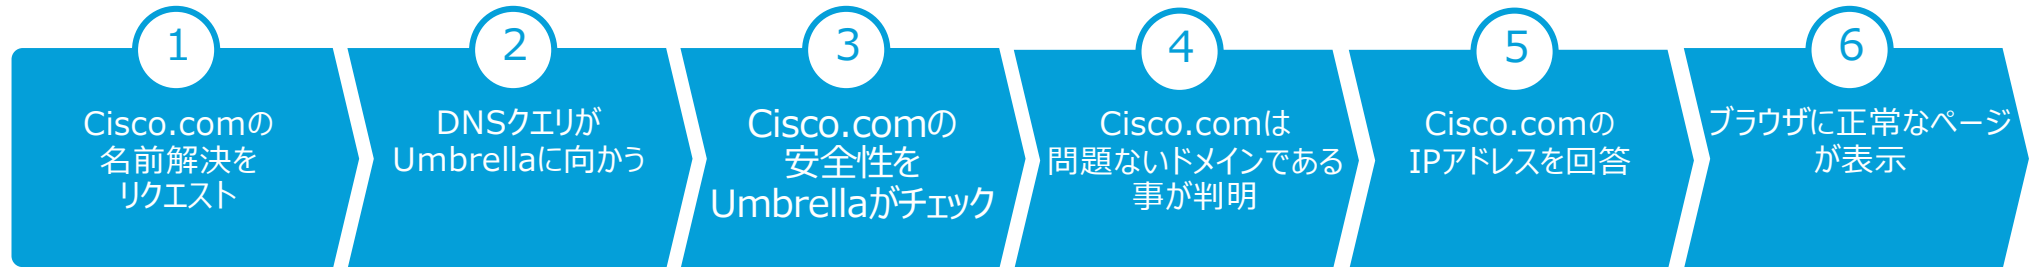 1
Cisco.comの
名前解決を
リクエスト
2
DNSクエリが
Umbrellaに向かう
3
Cisco.comの
安全性を
Umbrellaがチェック
4
Cisco.comは
問題ないドメインである
事が判明
5
Cisco.comの
IPアドレスを回答
6
ブラウザに正常なページ
が表示